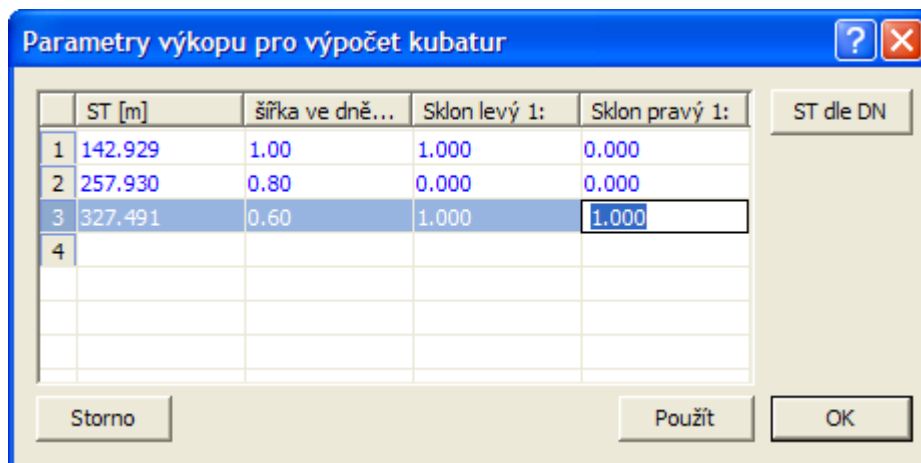 Parametry výkopu pro výpočet kubatur
ST [m] šířka ve dně... Sklon levý 1: Sklon pravý 1: ST dle DN
1 142.929 1.00 1.000 0.000
2 257.930 0.80 0.000 0.000
3 327.491 0.60 1.000 1.000
4
Storno Použít OK